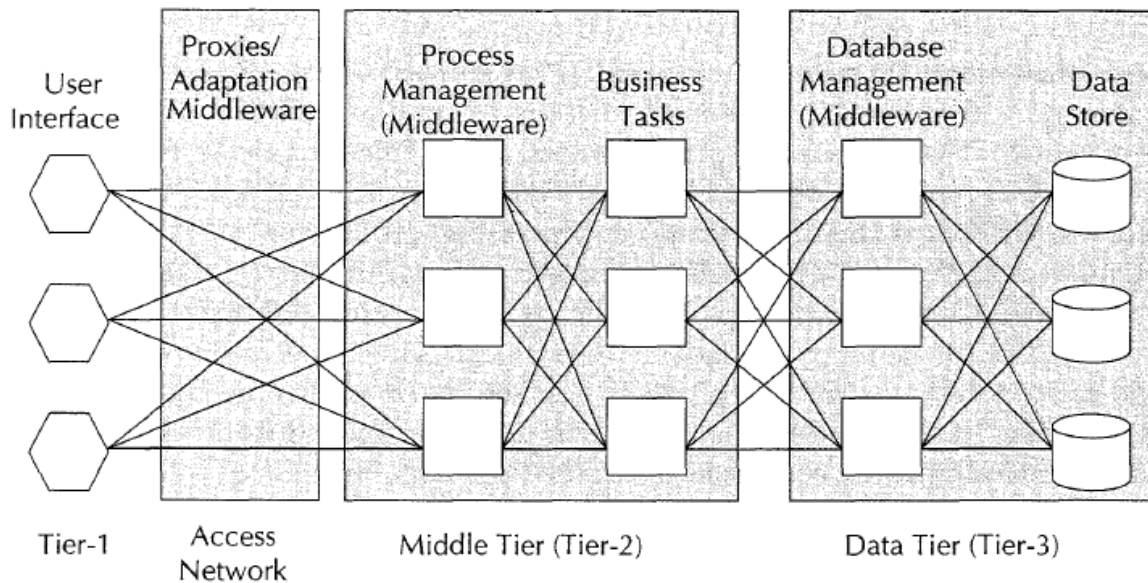 User
Interface
Proxies/
Adaptation
Middleware
Process
Management
(Middleware)
Business
Tasks
Database
Management
(Middleware)
Data
Store
Tier-1
Access
Network
Middle Tier (Tier-2)
Data Tier (Tier-3)